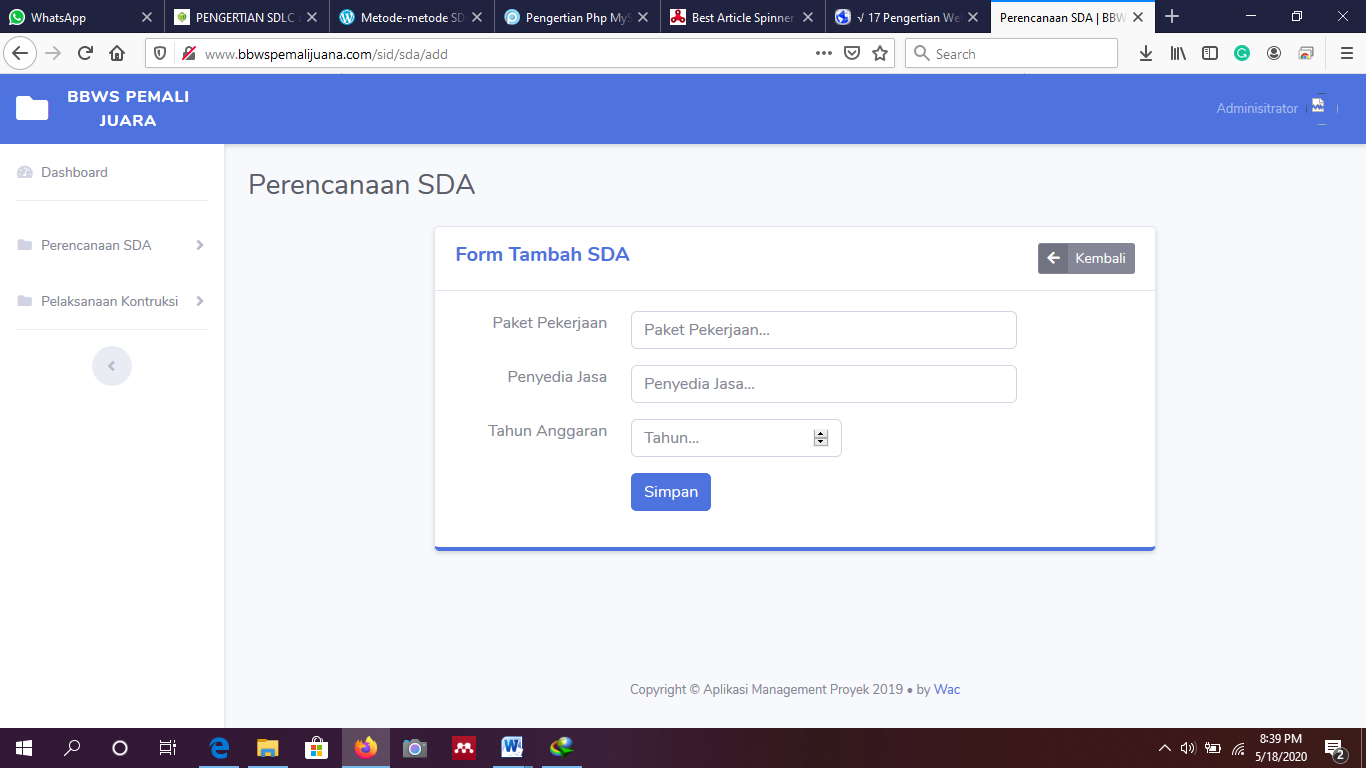 WhatsApp
PENGERTIAN SDLC
Metode-metode SD
Pengertian Php MyS
Best Article Spinner
√ 17 Pengertian We
Perencanaan SDA | BBW
www.bbwspemalijuana.com/sid/sda/add
Search
BBWS PEMALI
JUARA
Adminisitrator
Dashboard
Perencanaan SDA
Pelaksanaan Kontruksi
Perencanaan SDA
Form Tambah SDA
Kembali
Paket Pekerjaan
Paket Pekerjaan...
Penyedia Jasa
Penyedia Jasa...
Tahun Anggaran
Tahun...
Simpan
Copyright © Aplikasi Management Proyek 2019 • by Wac
8:39 PM
5/18/2020
2